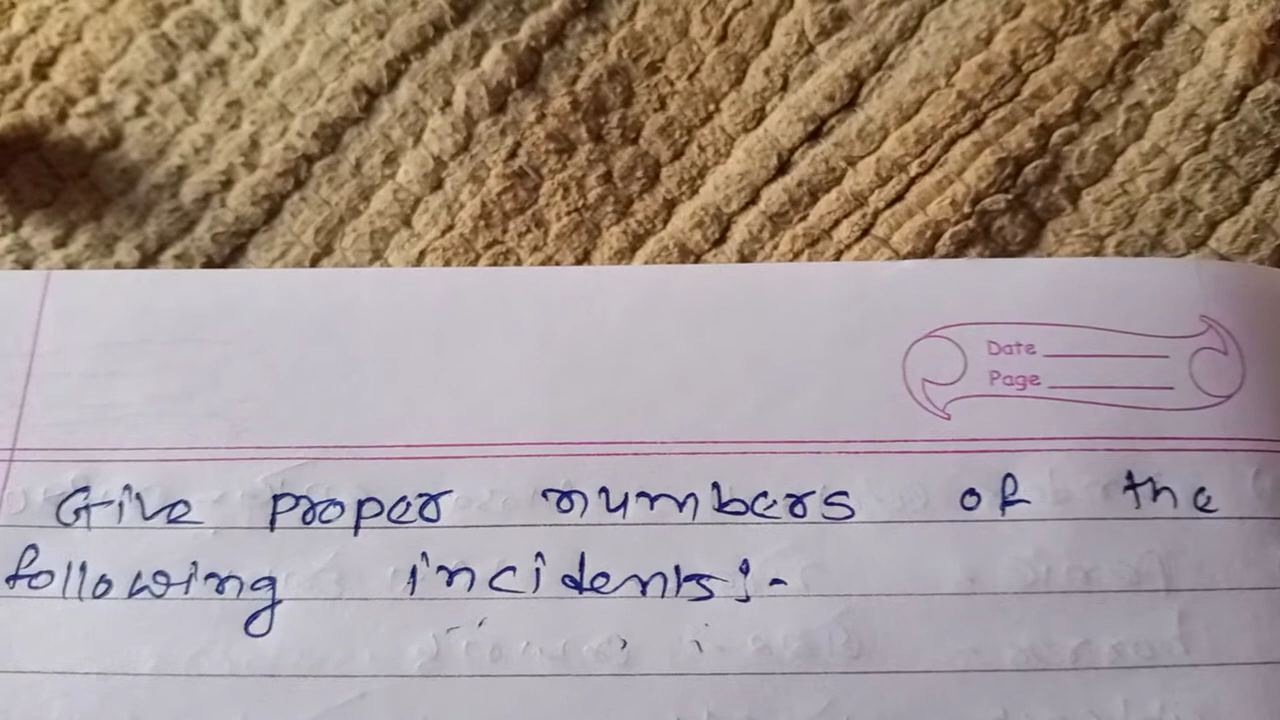 Date
Page
Give proper numbers of the
following incidents:-